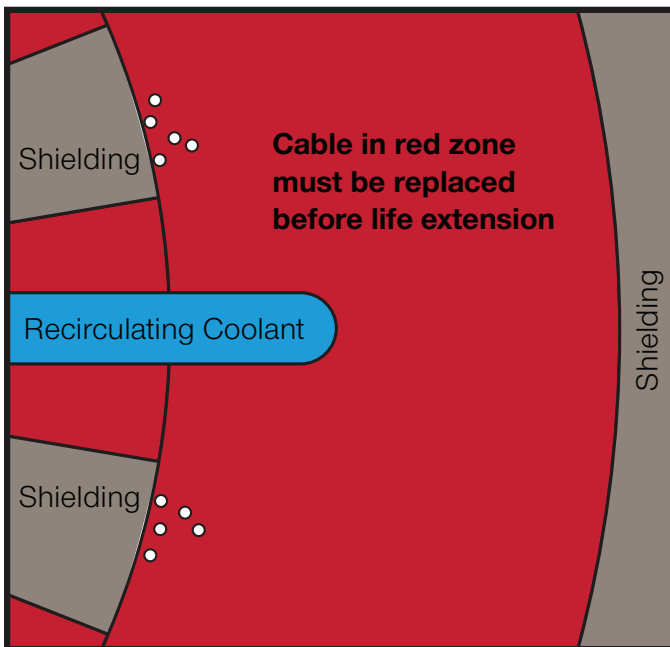 Shielding
Cable in red zone
must be replaced
before life extension
Recirculating Coolant
Shielding
Shielding